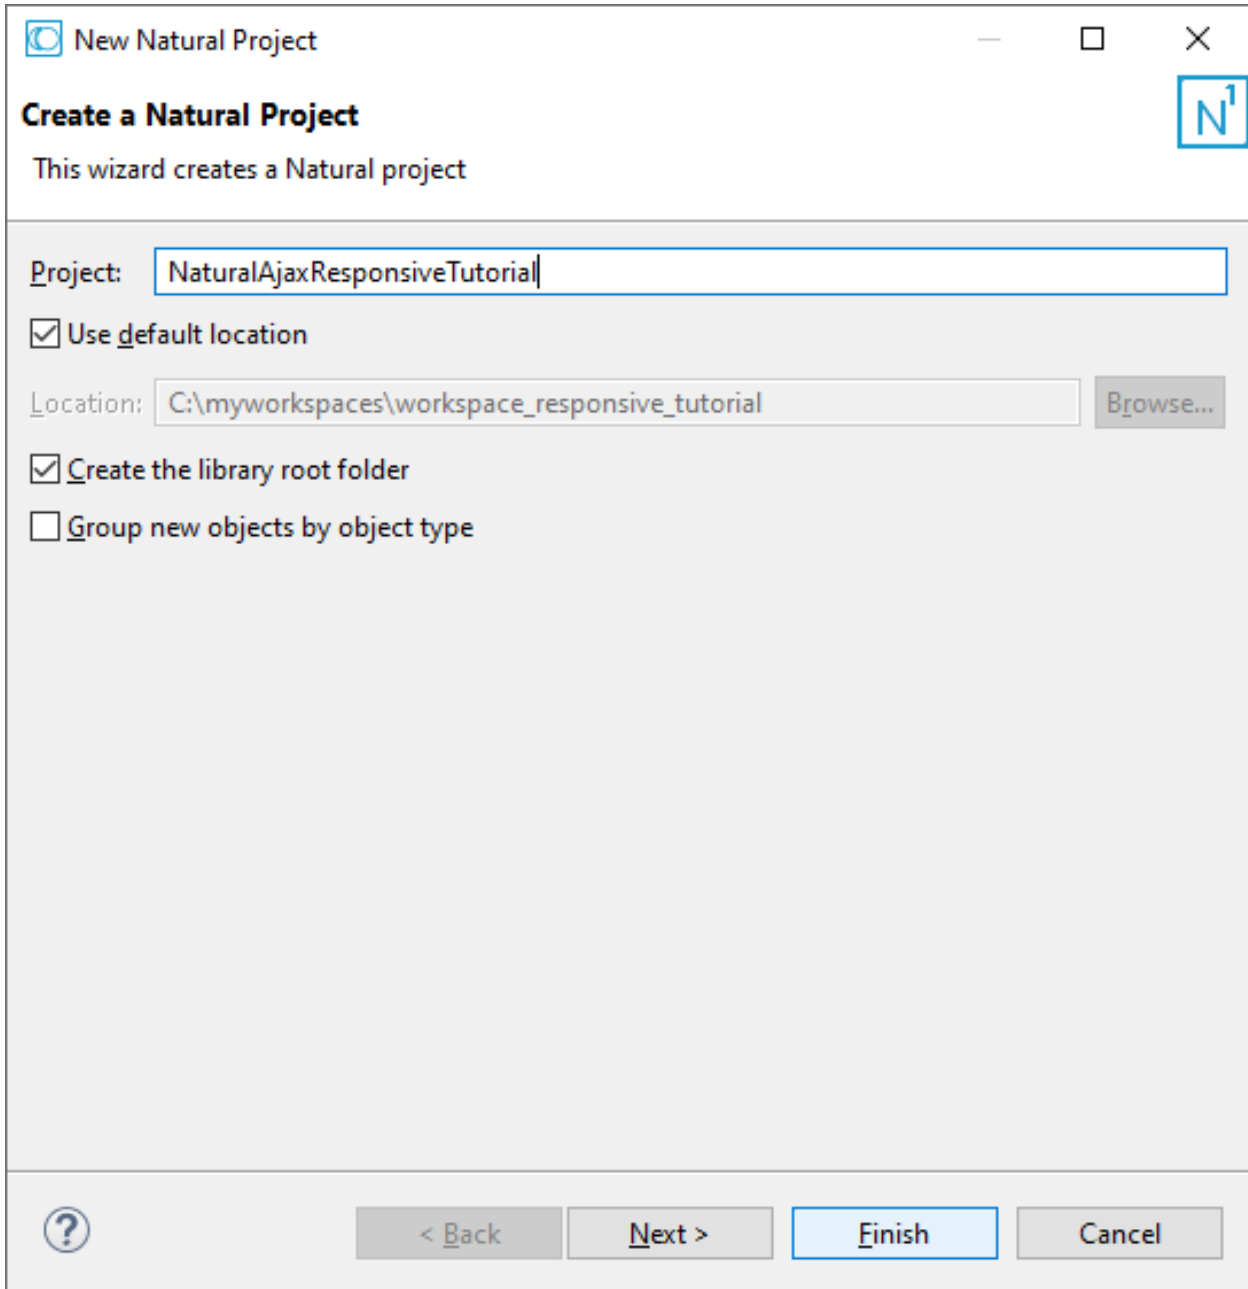 New Natural Project
Create a Natural Project
N1
This wizard creates a Natural project
Project: NaturalAjaxResponsiveTutorial
Use default location
Location: C:\myworkspaces\workspace_responsive_tutorial Browse...
Create the library root folder
Group new objects by object type
? < Back Next > Finish Cancel